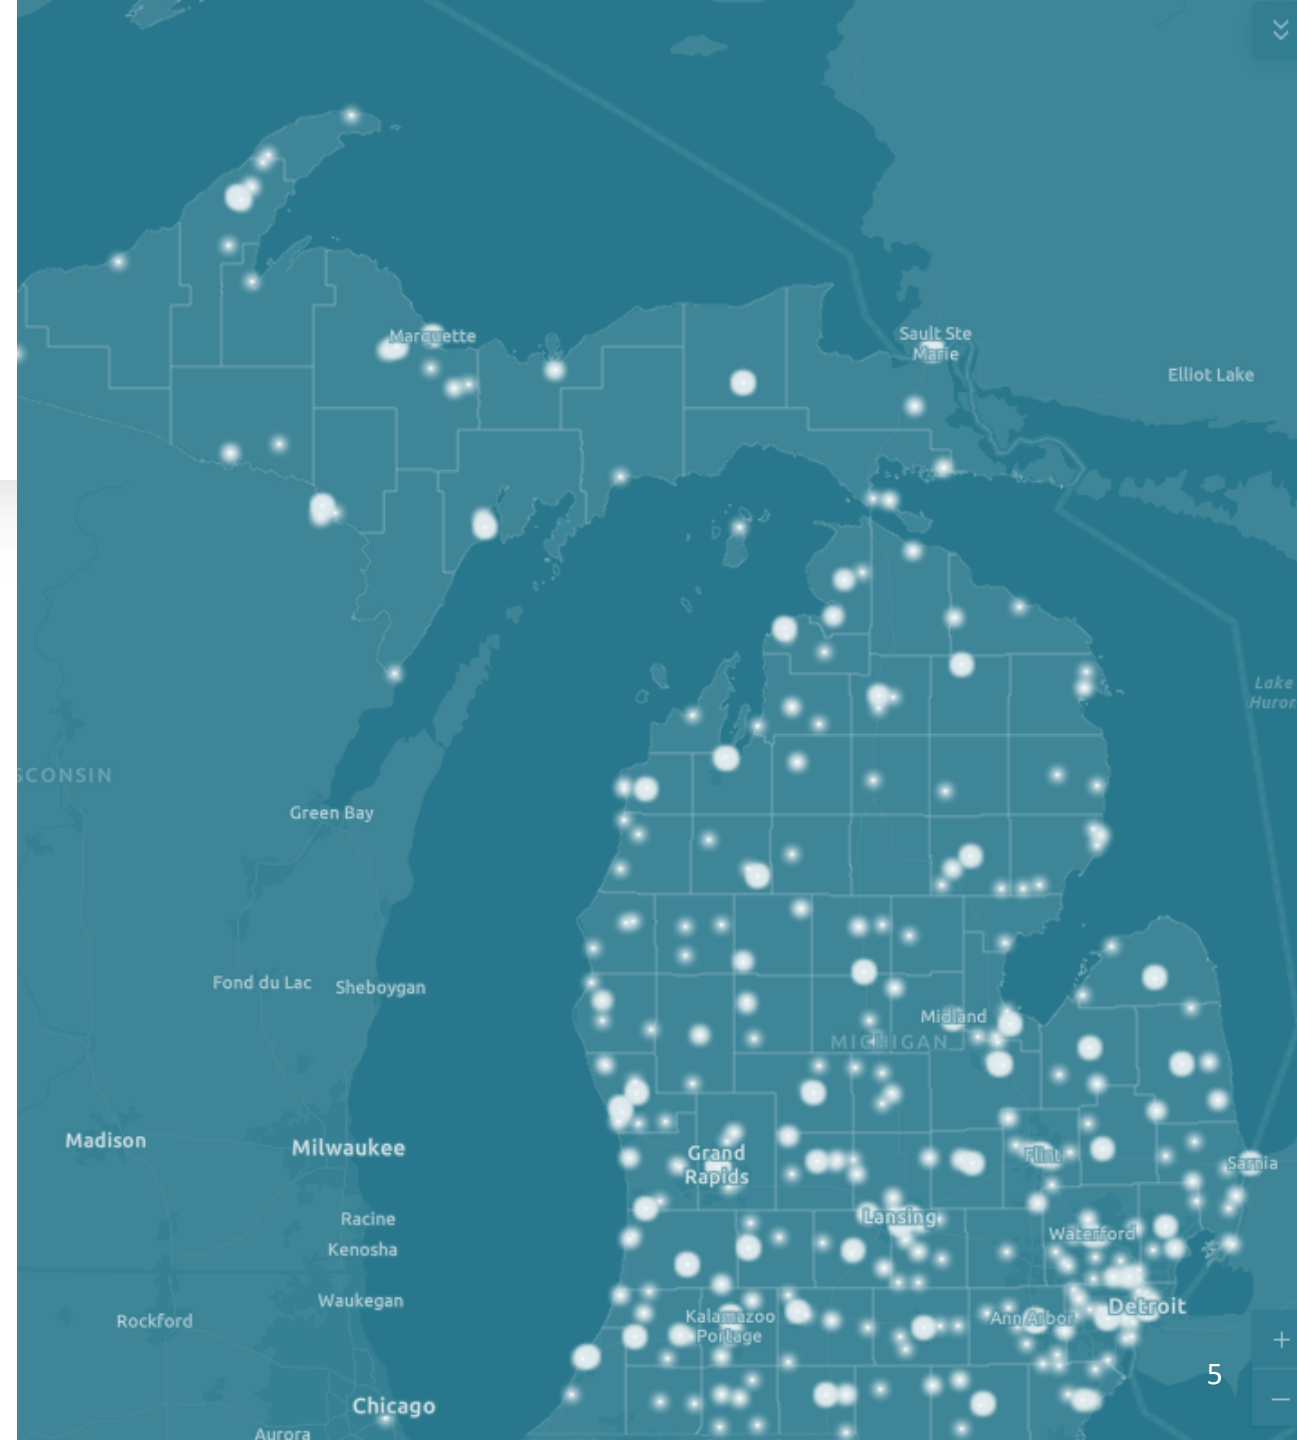 Marquette
Sault Ste
Marie
Elliot Lake
Lake
Huron
SCONSIN
Green Bay
Fond du Lac
Sheboygan
Midland
MICHIGAN
Madison
Milwaukee
Grand
Rapids
Flint
Sarnia
Racine
Lansing
Kenosha
Waterford
Waukegan
Rockford
Kalamazoo
Portage
Ann Arbor
Detroit
5
Chicago
Aurora